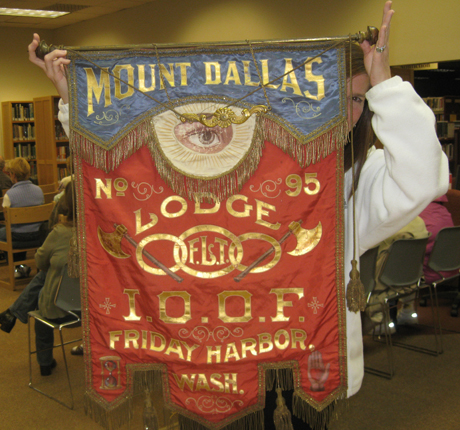 MOUNT DALLAS
No 95
LODGE
F.L.T.
I.O.O.F.
FRIDAY HARBOR.
WASH.